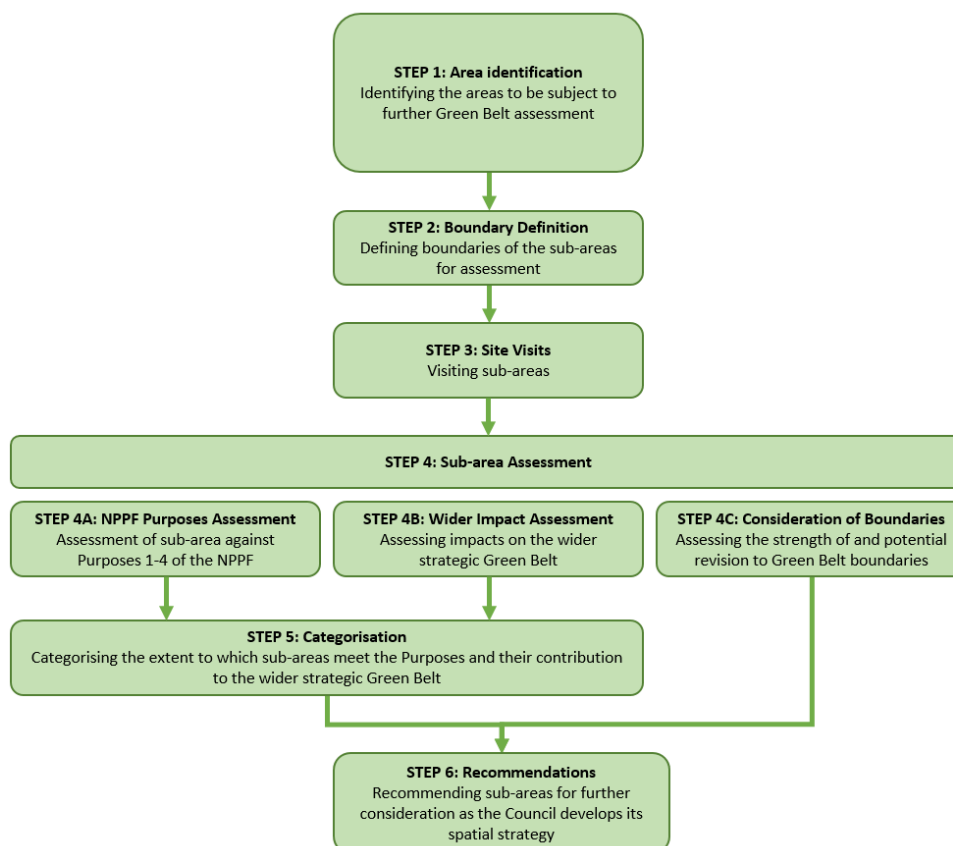 STEP 1: Area identification
Identifying the areas to be subject to
further Green Belt assessment
STEP 2: Boundary Definition
Defining boundaries of the sub-areas
for assessment
STEP 3: Site Visits
Visiting sub-areas
STEP 4: Sub-area Assessment
STEP 4A: NPPF Purposes Assessment
Assessment of sub-area against
Purposes 1-4 of the NPPF
STEP 4B: Wider Impact Assessment
Assessing impacts on the wider
strategic Green Belt
STEP 4C: Consideration of Boundaries
Assessing the strength of and potential
revision to Green Belt boundaries
STEP 5: Categorisation
Categorising the extent to which sub-areas meet the Purposes and their contribution
to the wider strategic Green Belt
STEP 6: Recommendations
Recommending sub-areas for further
consideration as the Council develops its
spatial strategy